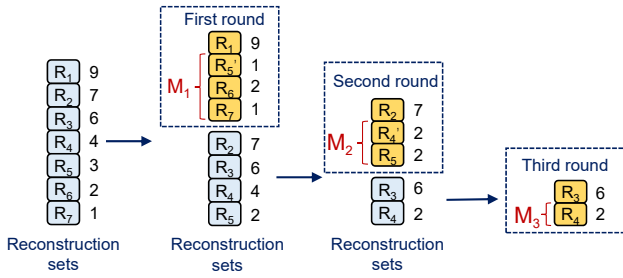 R1 9
R2 7
R3 6
R4 4
R5 3
R6 2
R7 1
Reconstruction
sets
First round
R1 9
R5' 1
R6 2
R7 1
M1
R2 7
R3 6
R4 4
R5 2
Reconstruction
sets
Second round
R2 7
R4' 2
R5 2
M2
R3 6
R4 2
Reconstruction
sets
Third round
R3 6
R4 2
M3